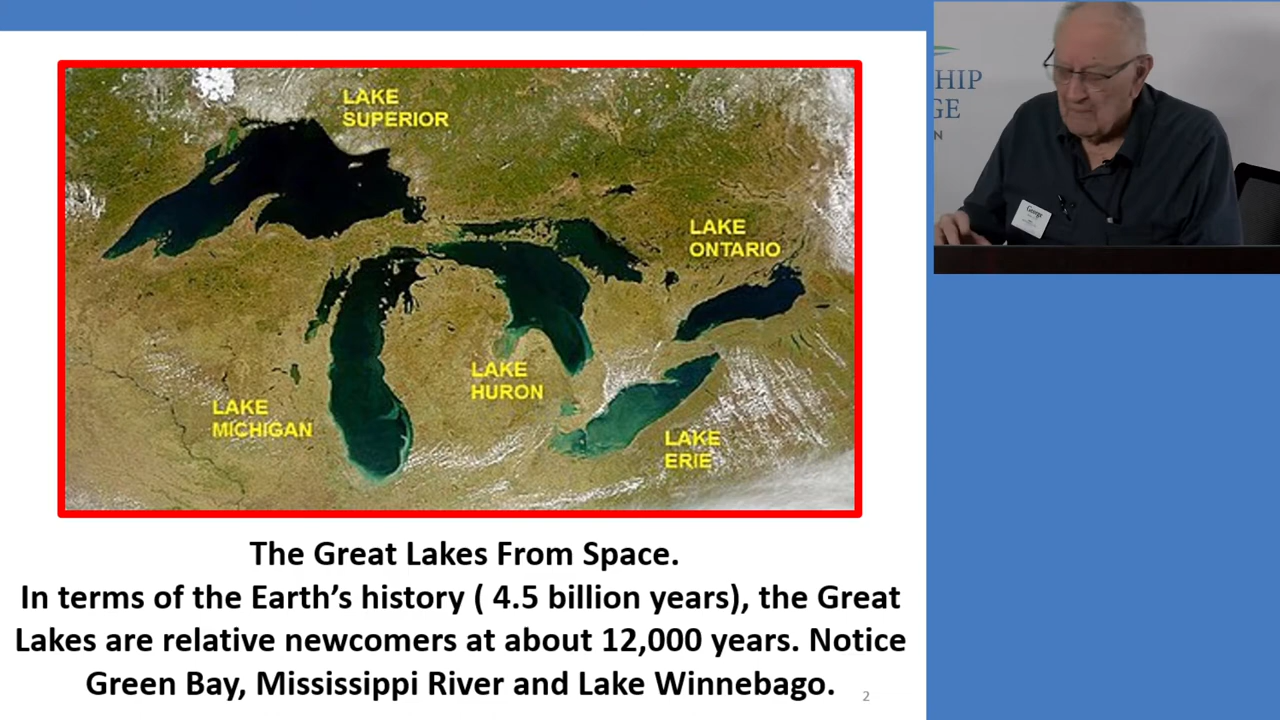 LAKE
SUPERIOR
LAKE
ONTARIO
LAKE
HURON
LAKE
MICHIGAN
LAKE
ERIE
The Great Lakes From Space.
In terms of the Earth’s history ( 4.5 billion years), the Great
Lakes are relative newcomers at about 12,000 years. Notice
Green Bay, Mississippi River and Lake Winnebago.
2
HIP
GE
N
George